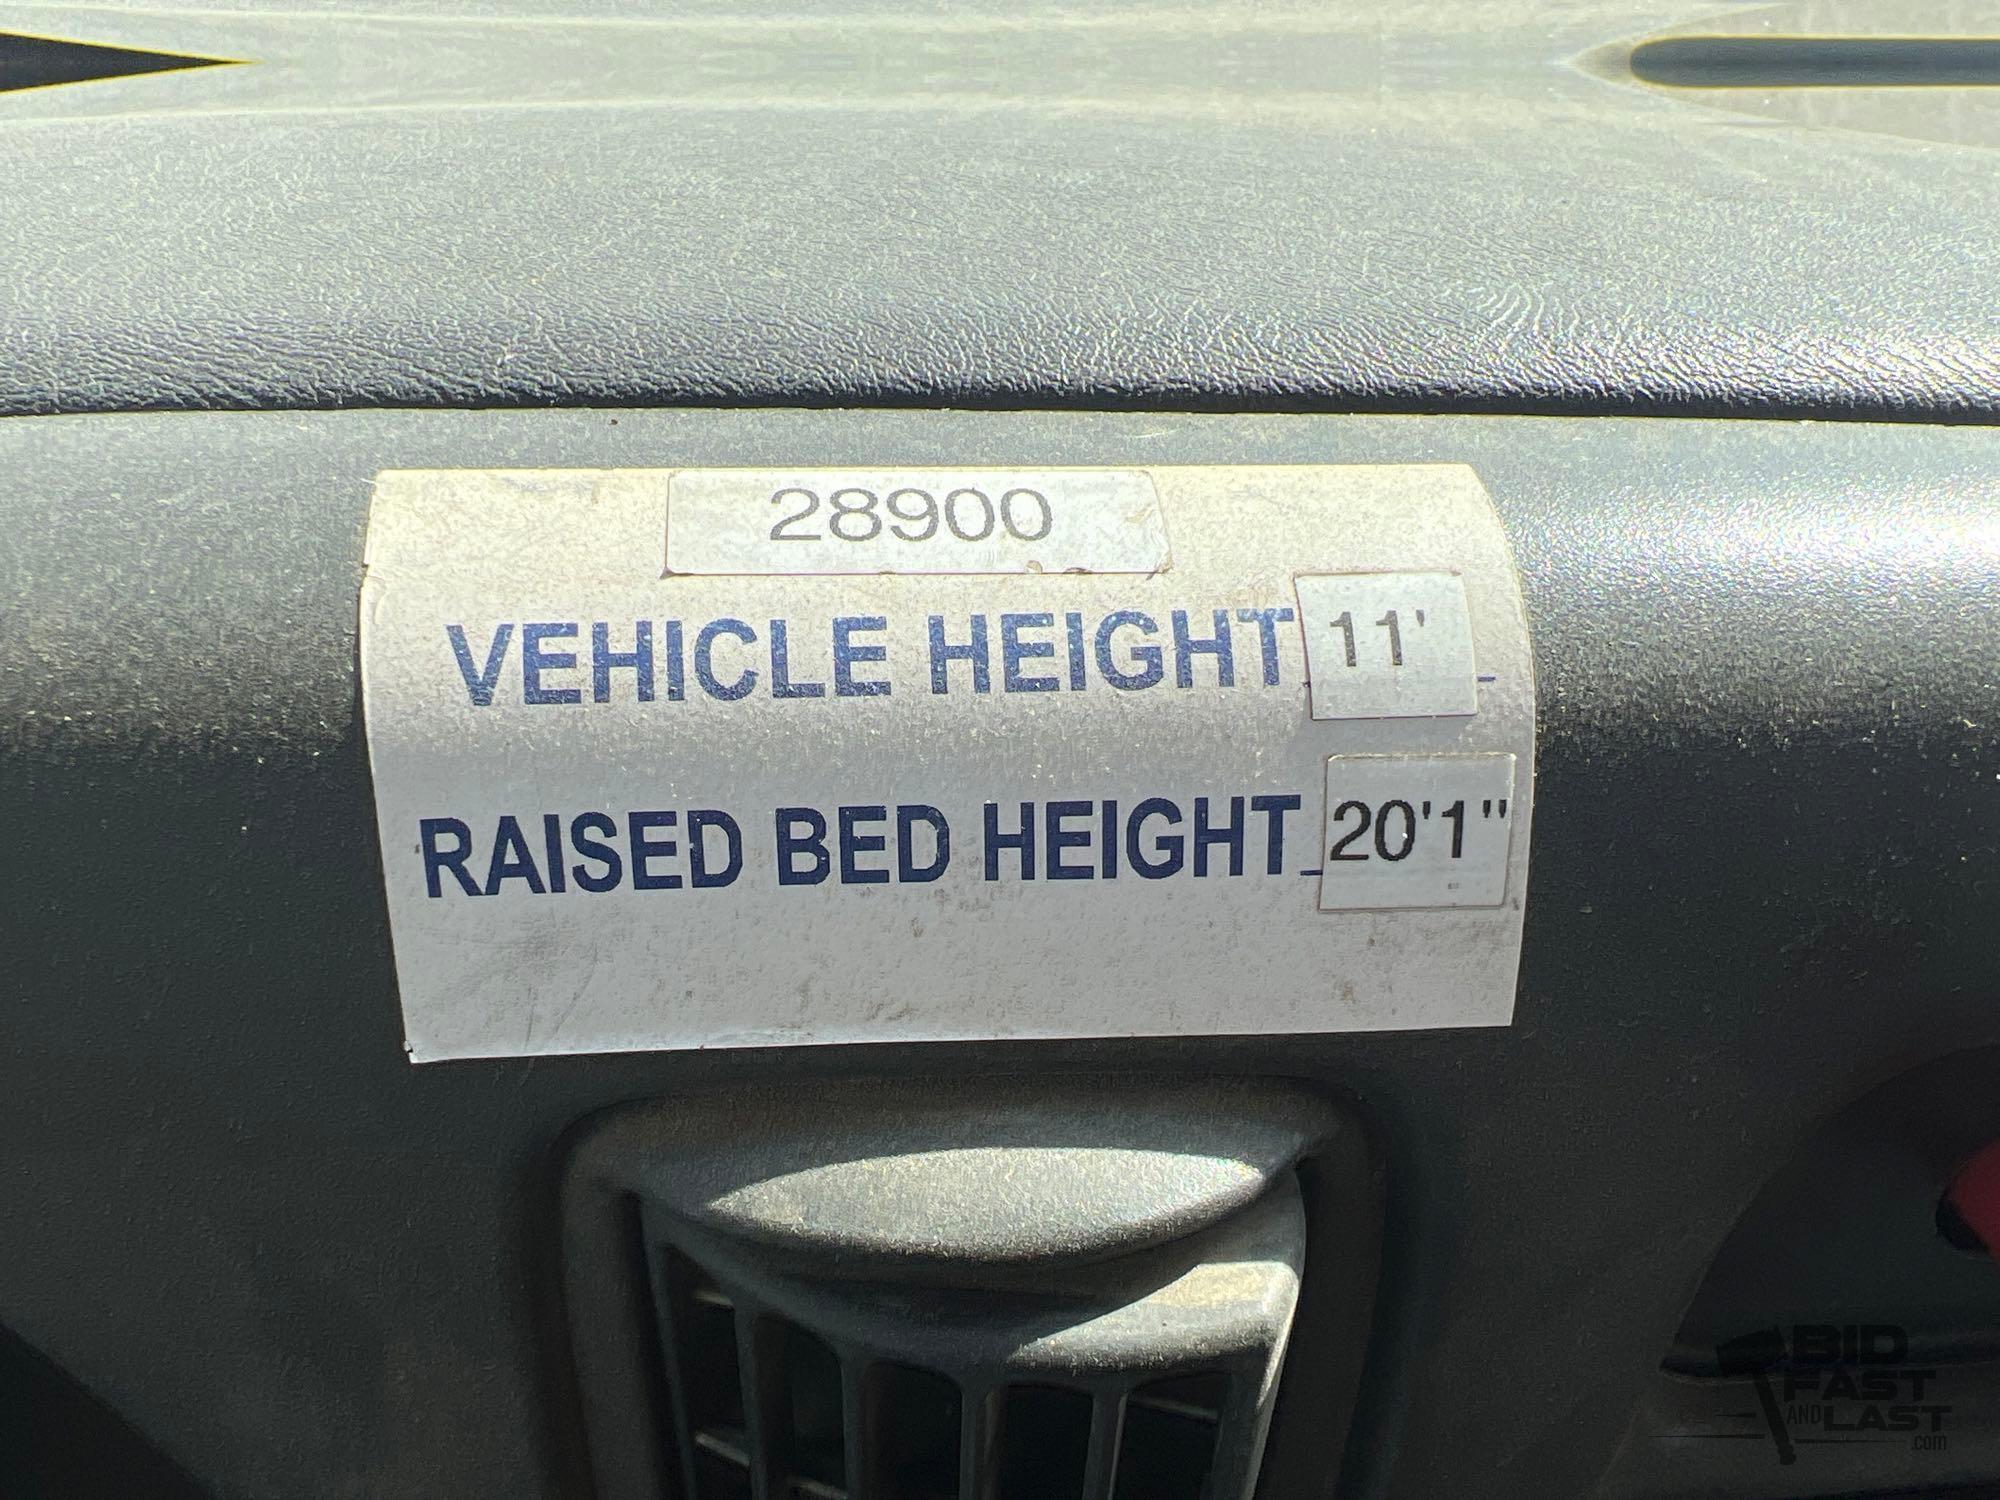 28900
VEHICLE HEIGHT 11'
RAISED BED HEIGHT 20'1"
BID
FAST
AND LAST
.com